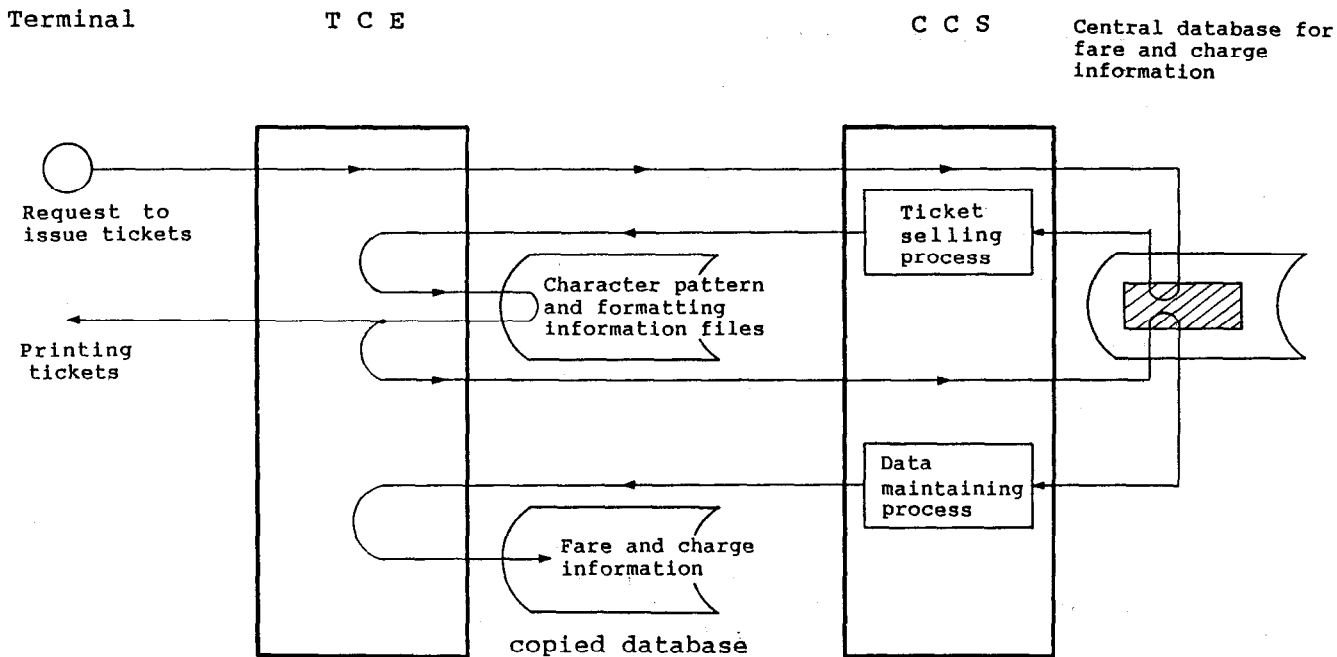 Terminal
T C E
C C S
Central database for
fare and charge
information
Request to
issue tickets
Ticket
selling
process
Character pattern
and formatting
information files
Printing
tickets
Data
maintaining
process
Fare and charge
information
copied database